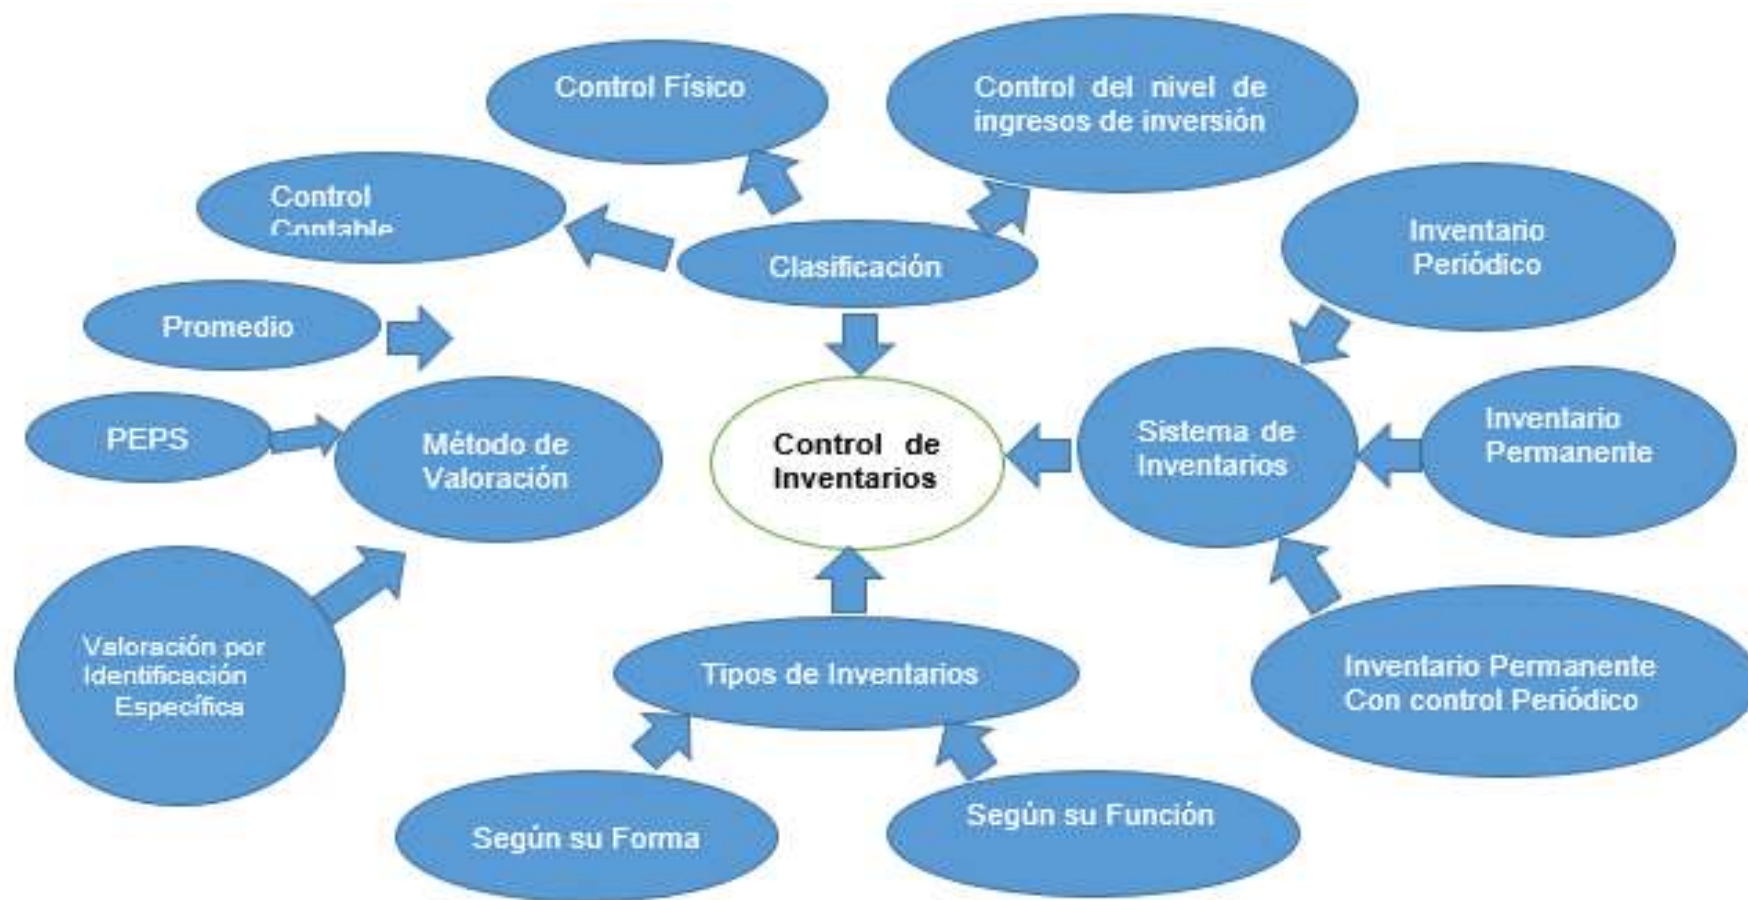 Control Físico
Control del nivel de
ingresos de inversión
Control
Contable
Clasificación
Inventario
Periódico
Promedio
PEPS
Método de
Valoración
Control de
Inventarios
Sistema de
Inventarios
Inventario
Permanente
Valoración por
Identificación
Específica
Tipos de Inventarios
Inventario Permanente
Con control Periódico
Según su Forma
Según su Función